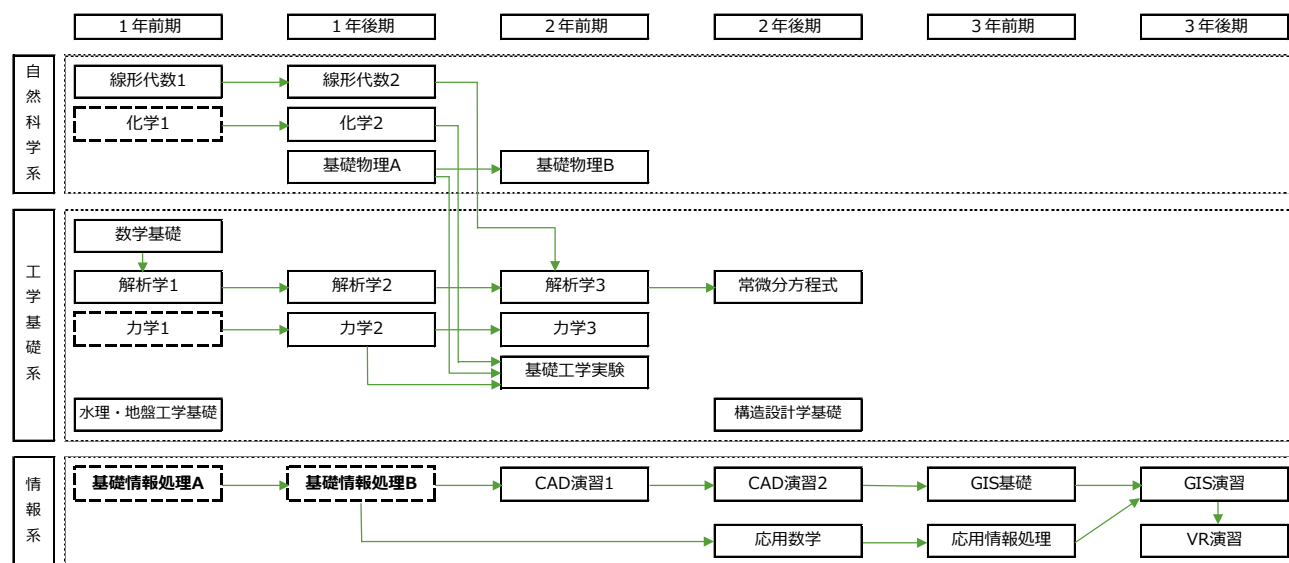 1年前期
1年後期
2年前期
2年後期
3年前期
3年後期
自然科学系
線形代数1
線形代数2
化学1
化学2
基礎物理A
基礎物理B
工学基礎系
数学基礎
解析学1
解析学2
解析学3
常微分方程式
力学1
力学2
力学3
基礎工学実験
水理・地盤工学基礎
構造設計学基礎
情報系
基礎情報処理A
基礎情報処理B
CAD演習1
CAD演習2
GIS基礎
GIS演習
応用数学
応用情報処理
VR演習